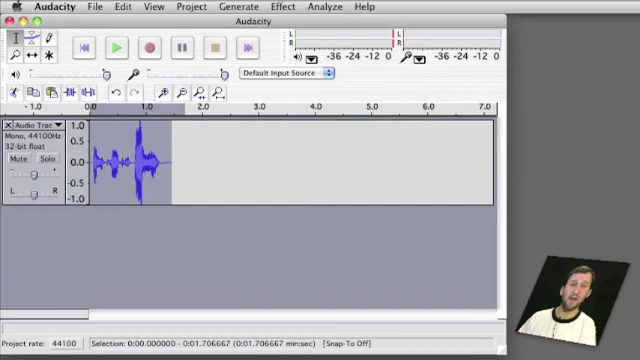 Audacity File Edit View Project Generate Effect Analyze Help
Audacity
L
R
-36 -24 -12 0
L
R
-36 -24 -12 0
Default Input Source
-1.0 0.0 1.0 2.0 3.0 4.0 5.0 6.0 7.0
Audio Trac
Mono, 44100Hz
32-bit float
Mute Solo
- +
L R
1.0
0.5
0.0
-0.5
-1.0
Project rate: 44100 Selection: 0:00.000000 - 0:01.706667 (0:01.706667 min:sec) [Snap-To Off]